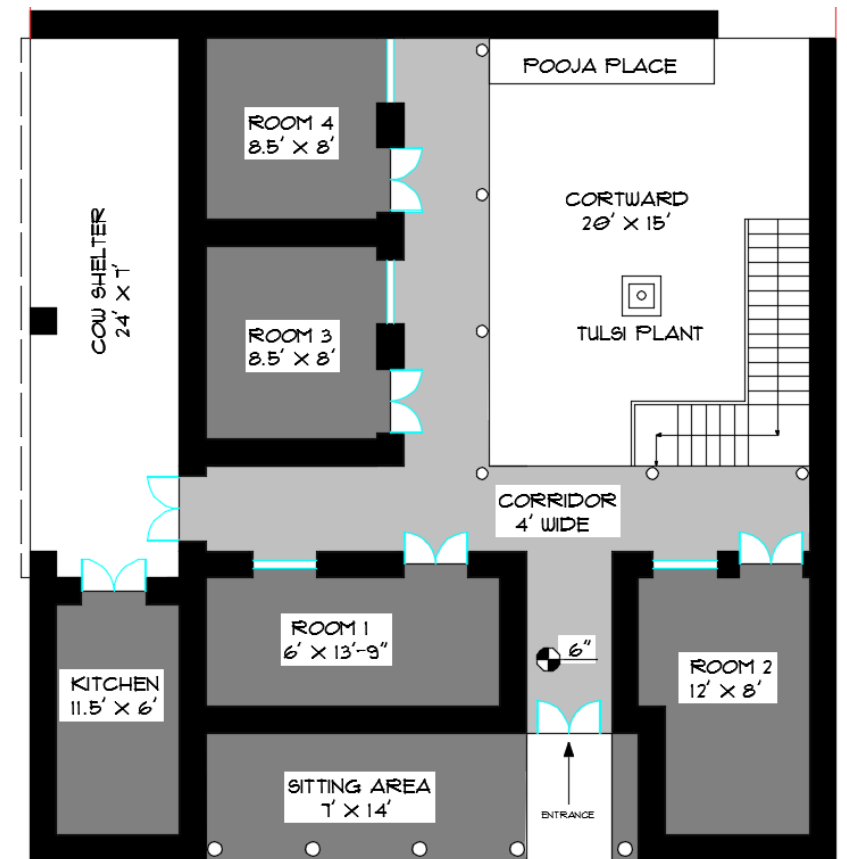 POOJA PLACE
ROOM 4
8.5' X 8'
CORTWARD
20' X 15'
COW SHELTER
24' X 7'
TULSI PLANT
ROOM 3
8.5' X 8'
CORRIDOR
4' WIDE
ROOM 1
6' X 13'-9"
6"
ROOM 2
12' X 8'
KITCHEN
11.5' X 6'
SITTING AREA
7' X 14'
ENTRANCE